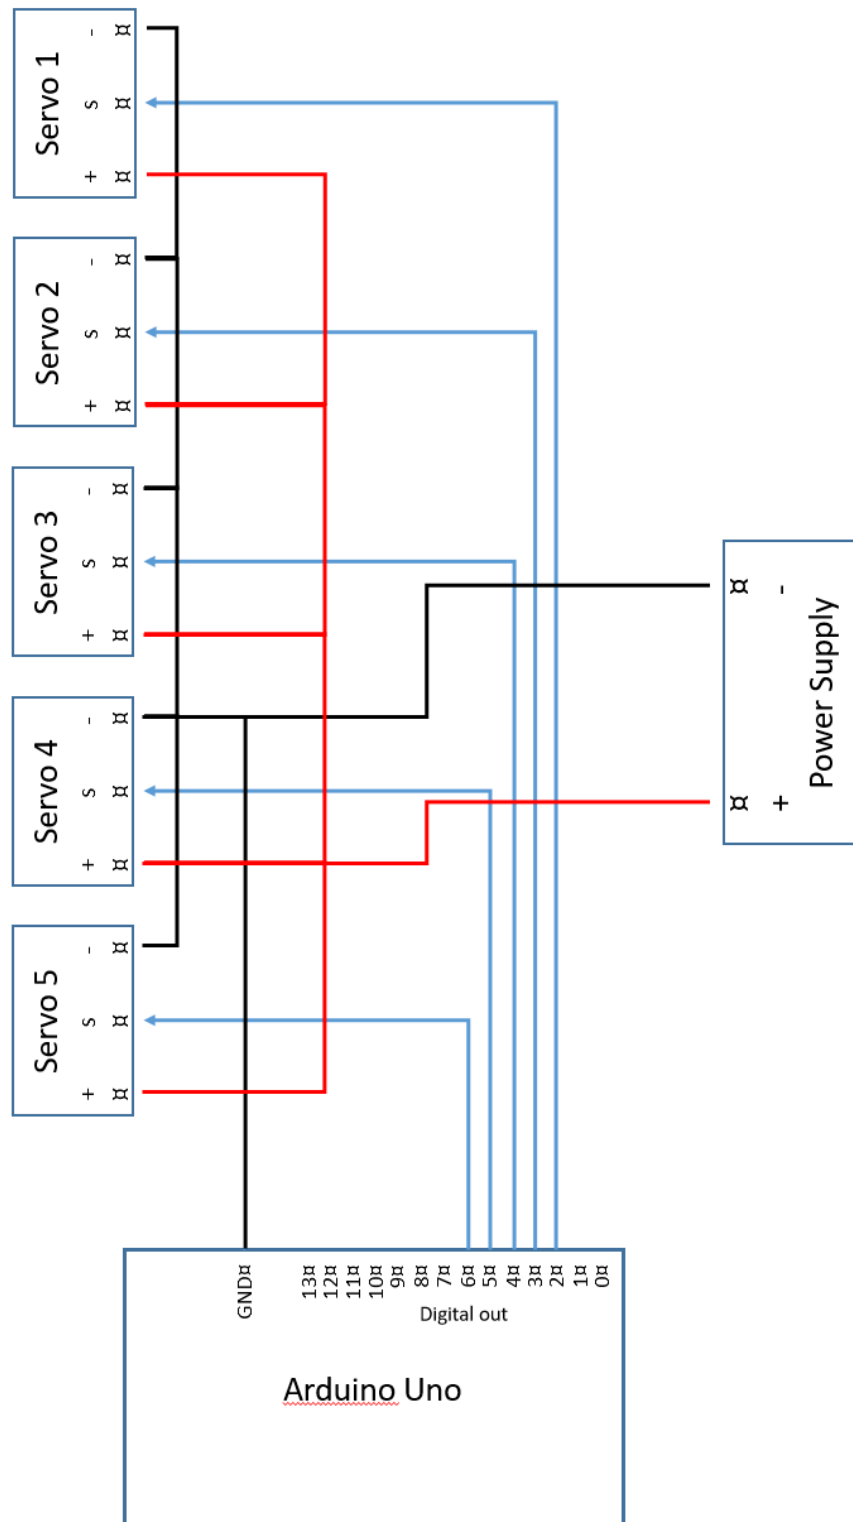 Servo 1
- ¤
s ¤
+ ¤
Servo 2
- ¤
s ¤
+ ¤
Servo 3
- ¤
s ¤
+ ¤
Servo 4
- ¤
s ¤
+ ¤
Servo 5
- ¤
s ¤
+ ¤
¤ -
¤ +
Power Supply
GND¤
13¤
12¤
11¤
10¤
9¤
8¤
7¤
6¤
5¤
4¤
3¤
2¤
1¤
0¤
Digital out
Arduino Uno